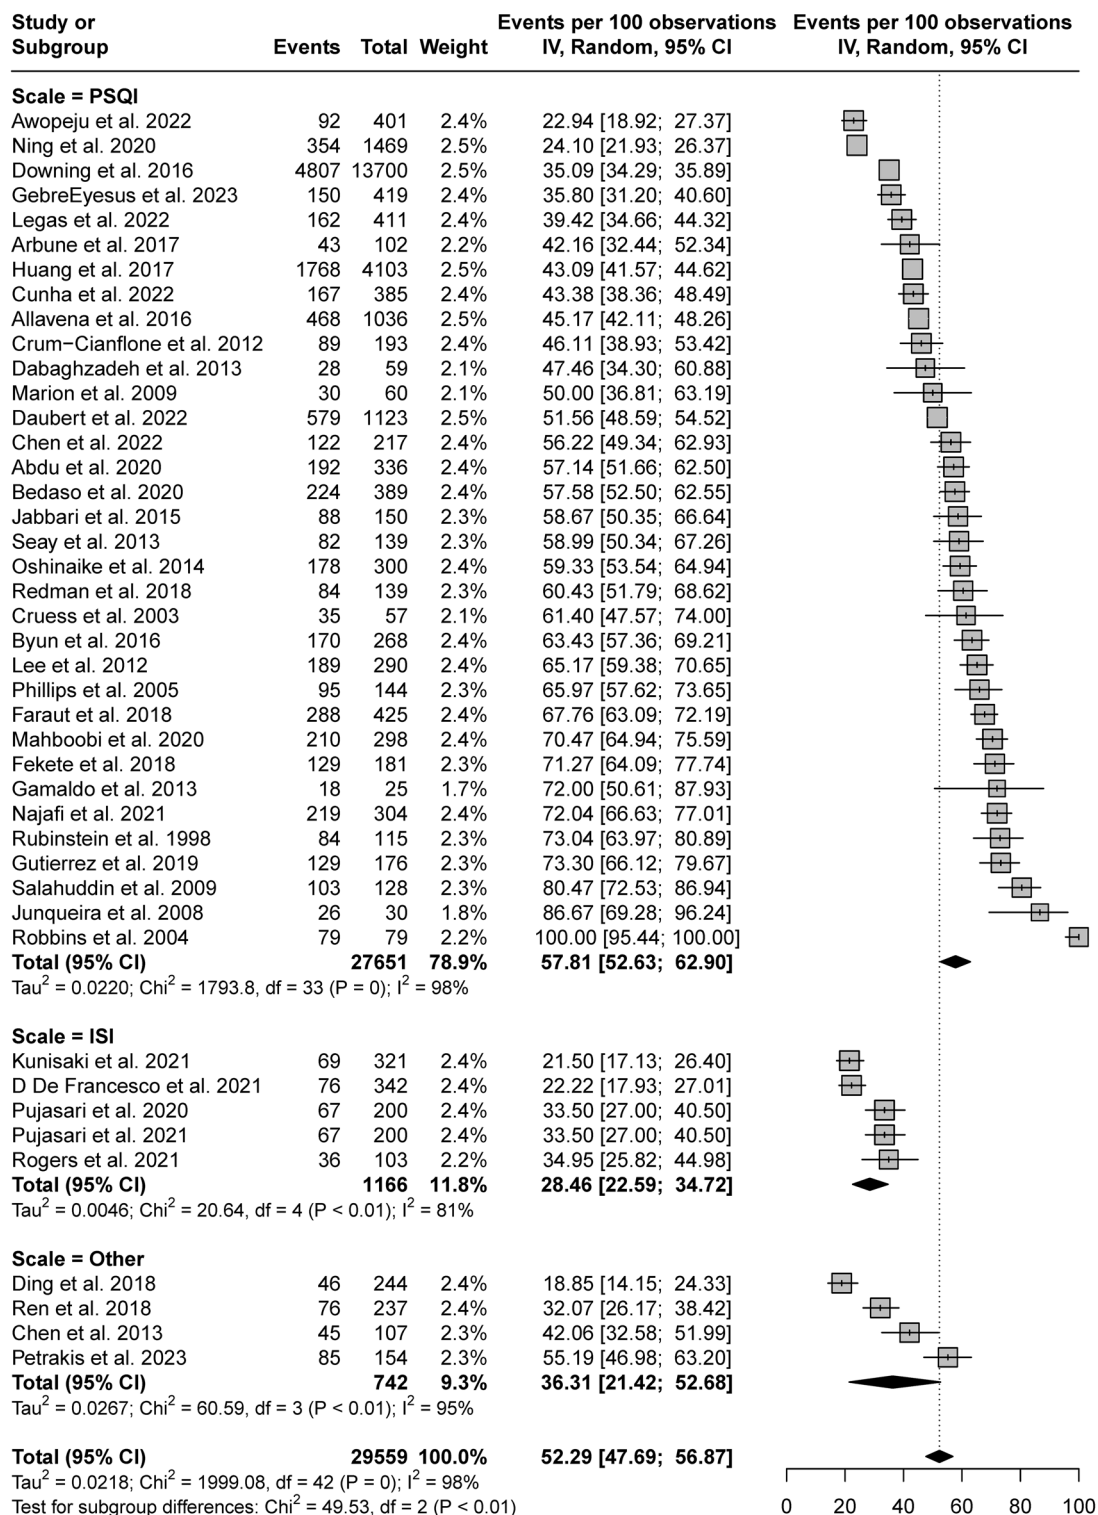 Study or Events per 100 observations Events per 100 observations
Subgroup Events Total Weight IV, Random, 95% CI IV, Random, 95% CI
Scale = PSQI
Awopeju et al. 2022 92 401 2.4% 22.94 [18.92; 27.37]
Ning et al. 2020 354 1469 2.5% 24.10 [21.93; 26.37]
Downing et al. 2016 4807 13700 2.5% 35.09 [34.29; 35.89]
GebreEyesus et al. 2023 150 419 2.4% 35.80 [31.20; 40.60]
Legas et al. 2022 162 411 2.4% 39.42 [34.66; 44.32]
Arbune et al. 2017 43 102 2.2% 42.16 [32.44; 52.34]
Huang et al. 2017 1768 4103 2.5% 43.09 [41.57; 44.62]
Cunha et al. 2022 167 385 2.4% 43.38 [38.36; 48.49]
Allavena et al. 2016 468 1036 2.5% 45.17 [42.11; 48.26]
Crum−Cianflone et al. 2012 89 193 2.4% 46.11 [38.93; 53.42]
Dabaghzadeh et al. 2013 28 59 2.1% 47.46 [34.30; 60.88]
Marion et al. 2009 30 60 2.1% 50.00 [36.81; 63.19]
Daubert et al. 2022 579 1123 2.5% 51.56 [48.59; 54.52]
Chen et al. 2022 122 217 2.4% 56.22 [49.34; 62.93]
Abdu et al. 2020 192 336 2.4% 57.14 [51.66; 62.50]
Bedaso et al. 2020 224 389 2.4% 57.58 [52.50; 62.55]
Jabbari et al. 2015 88 150 2.3% 58.67 [50.35; 66.64]
Seay et al. 2013 82 139 2.3% 58.99 [50.34; 67.26]
Oshinaike et al. 2014 178 300 2.4% 59.33 [53.54; 64.94]
Redman et al. 2018 84 139 2.3% 60.43 [51.79; 68.62]
Cruess et al. 2003 35 57 2.1% 61.40 [47.57; 74.00]
Byun et al. 2016 170 268 2.4% 63.43 [57.36; 69.21]
Lee et al. 2012 189 290 2.4% 65.17 [59.38; 70.65]
Phillips et al. 2005 95 144 2.3% 65.97 [57.62; 73.65]
Faraut et al. 2018 288 425 2.4% 67.76 [63.09; 72.19]
Mahboobi et al. 2020 210 298 2.4% 70.47 [64.94; 75.59]
Fekete et al. 2018 129 181 2.3% 71.27 [64.09; 77.74]
Gamaldo et al. 2013 18 25 1.7% 72.00 [50.61; 87.93]
Najafi et al. 2021 219 304 2.4% 72.04 [66.63; 77.01]
Rubinstein et al. 1998 84 115 2.3% 73.04 [63.97; 80.89]
Gutierrez et al. 2019 129 176 2.3% 73.30 [66.12; 79.67]
Salahuddin et al. 2009 103 128 2.3% 80.47 [72.53; 86.94]
Junqueira et al. 2008 26 30 1.8% 86.67 [69.28; 96.24]
Robbins et al. 2004 79 79 2.2% 100.00 [95.44; 100.00]
Total (95% CI) 27651 78.9% 57.81 [52.63; 62.90]
Tau² = 0.0220; Chi² = 1793.8, df = 33 (P = 0); I² = 98%
Scale = ISI
Kunisaki et al. 2021 69 321 2.4% 21.50 [17.13; 26.40]
D De Francesco et al. 2021 76 342 2.4% 22.22 [17.93; 27.01]
Pujasari et al. 2020 67 200 2.4% 33.50 [27.00; 40.50]
Pujasari et al. 2021 67 200 2.4% 33.50 [27.00; 40.50]
Rogers et al. 2021 36 103 2.2% 34.95 [25.82; 44.98]
Total (95% CI) 1166 11.8% 28.46 [22.59; 34.72]
Tau² = 0.0046; Chi² = 20.64, df = 4 (P < 0.01); I² = 81%
Scale = Other
Ding et al. 2018 46 244 2.4% 18.85 [14.15; 24.33]
Ren et al. 2018 76 237 2.4% 32.07 [26.17; 38.42]
Chen et al. 2013 45 107 2.3% 42.06 [32.58; 51.99]
Petrakis et al. 2023 85 154 2.3% 55.19 [46.98; 63.20]
Total (95% CI) 742 9.3% 36.31 [21.42; 52.68]
Tau² = 0.0267; Chi² = 60.59, df = 3 (P < 0.01); I² = 95%
Total (95% CI) 29559 100.0% 52.29 [47.69; 56.87]
Tau² = 0.0218; Chi² = 1999.08, df = 42 (P = 0); I² = 98%
Test for subgroup differences: Chi² = 49.53, df = 2 (P < 0.01)
0 20 40 60 80 100